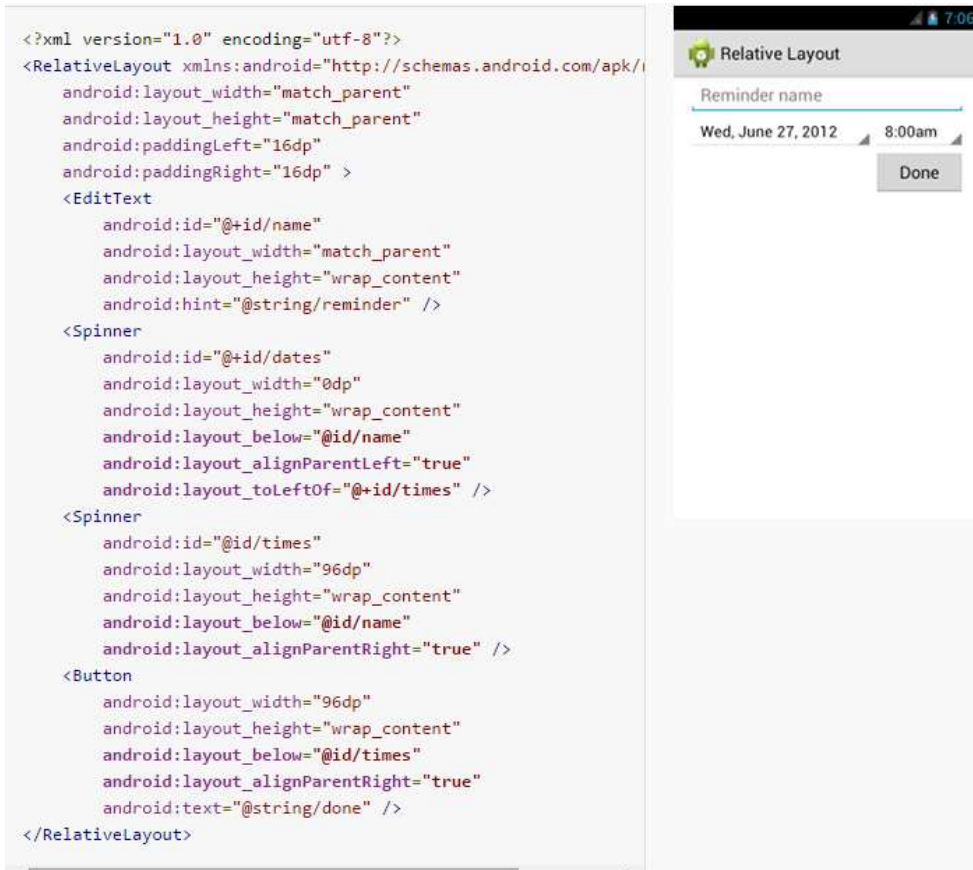 <?xml version="1.0" encoding="utf-8"?>
<RelativeLayout xmlns:android="http://schemas.android.com/apk/
android:layout_width="match_parent"
android:layout_height="match_parent"
android:paddingLeft="16dp"
android:paddingRight="16dp" >
<EditText
android:id="@+id/name"
android:layout_width="match_parent"
android:layout_height="wrap_content"
android:hint="@string/reminder" />
<Spinner
android:id="@+id/dates"
android:layout_width="0dp"
android:layout_height="wrap_content"
android:layout_below="@id/name"
android:layout_alignParentLeft="true"
android:layout_toLeftOf="@+id/times" />
<Spinner
android:id="@id/times"
android:layout_width="96dp"
android:layout_height="wrap_content"
android:layout_below="@id/name"
android:layout_alignParentRight="true" />
<Button
android:layout_width="96dp"
android:layout_height="wrap_content"
android:layout_below="@id/times"
android:layout_alignParentRight="true"
android:text="@string/done" />
</RelativeLayout>
7:06
Relative Layout
Reminder name
Wed, June 27, 2012 8:00am
Done